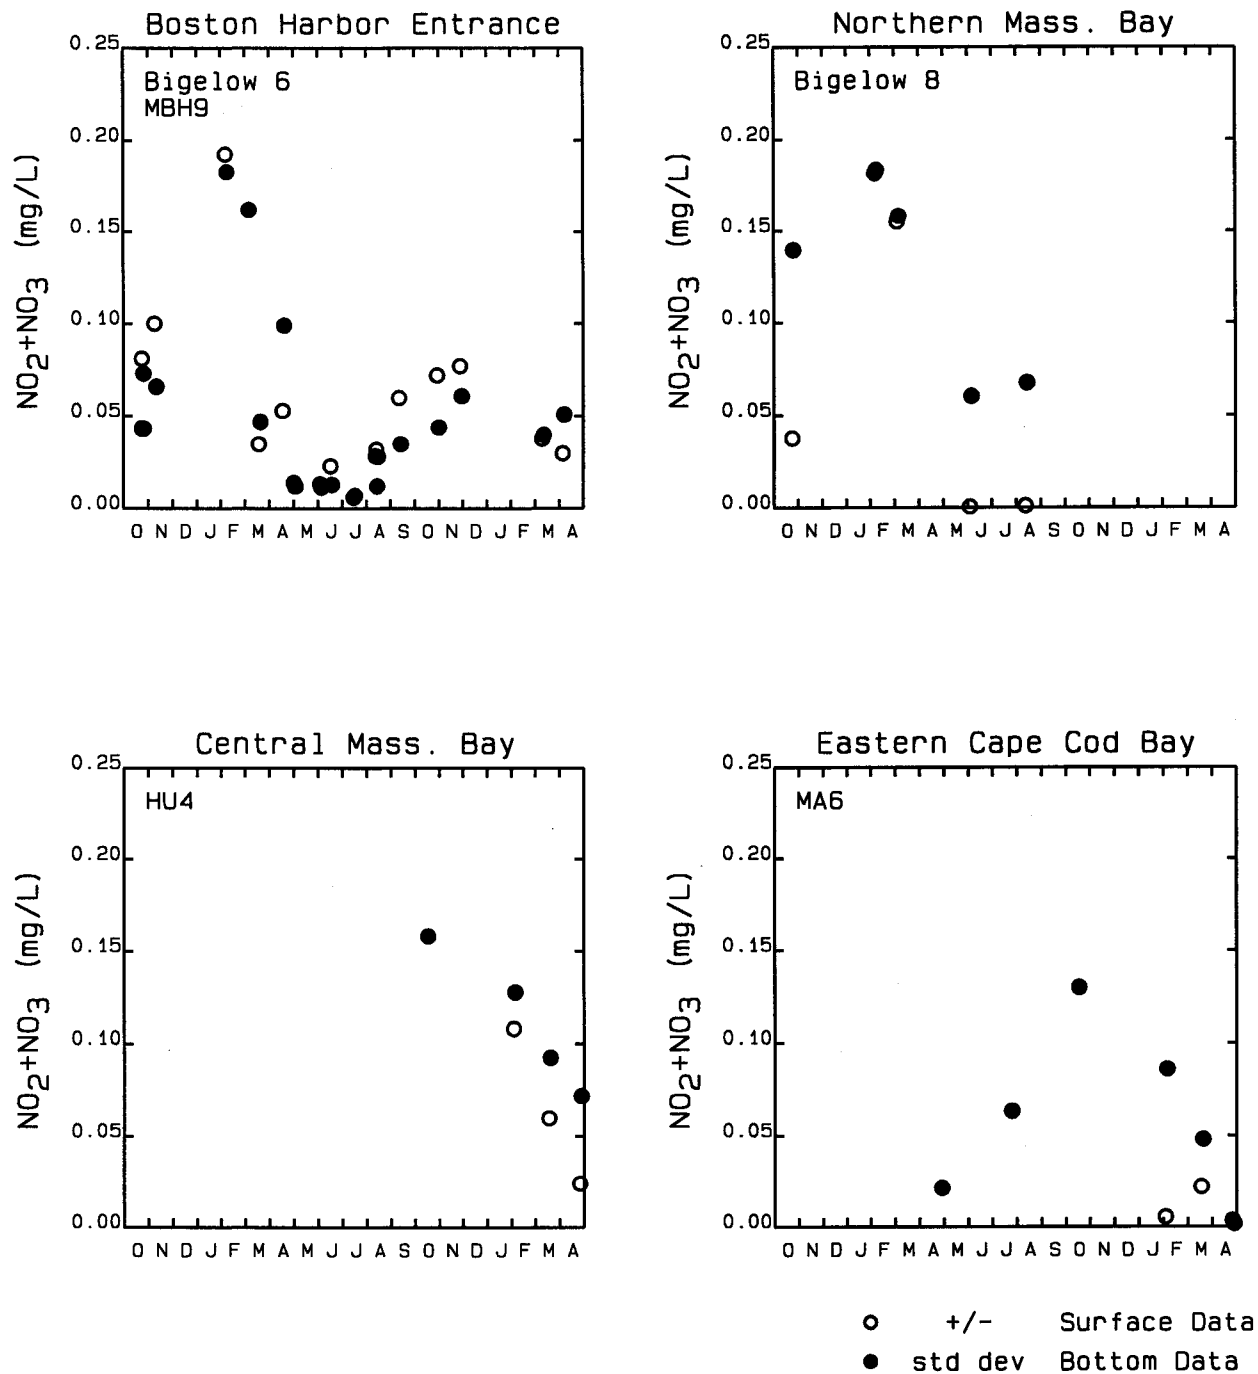 Boston Harbor Entrance
Bigelow 6
MBH9
NO2+NO3 (mg/L)
0.25
0.20
0.15
0.10
0.05
0.00
O N D J F M A M J J A S O N D J F M A
Northern Mass. Bay
Bigelow 8
NO2+NO3 (mg/L)
0.25
0.20
0.15
0.10
0.05
0.00
O N D J F M A M J J A S O N D J F M A
Central Mass. Bay
HU4
NO2+NO3 (mg/L)
0.25
0.20
0.15
0.10
0.05
0.00
O N D J F M A M J J A S O N D J F M A
Eastern Cape Cod Bay
MA6
NO2+NO3 (mg/L)
0.25
0.20
0.15
0.10
0.05
0.00
O N D J F M A M J J A S O N D J F M A
+/- Surface Data
std dev Bottom Data